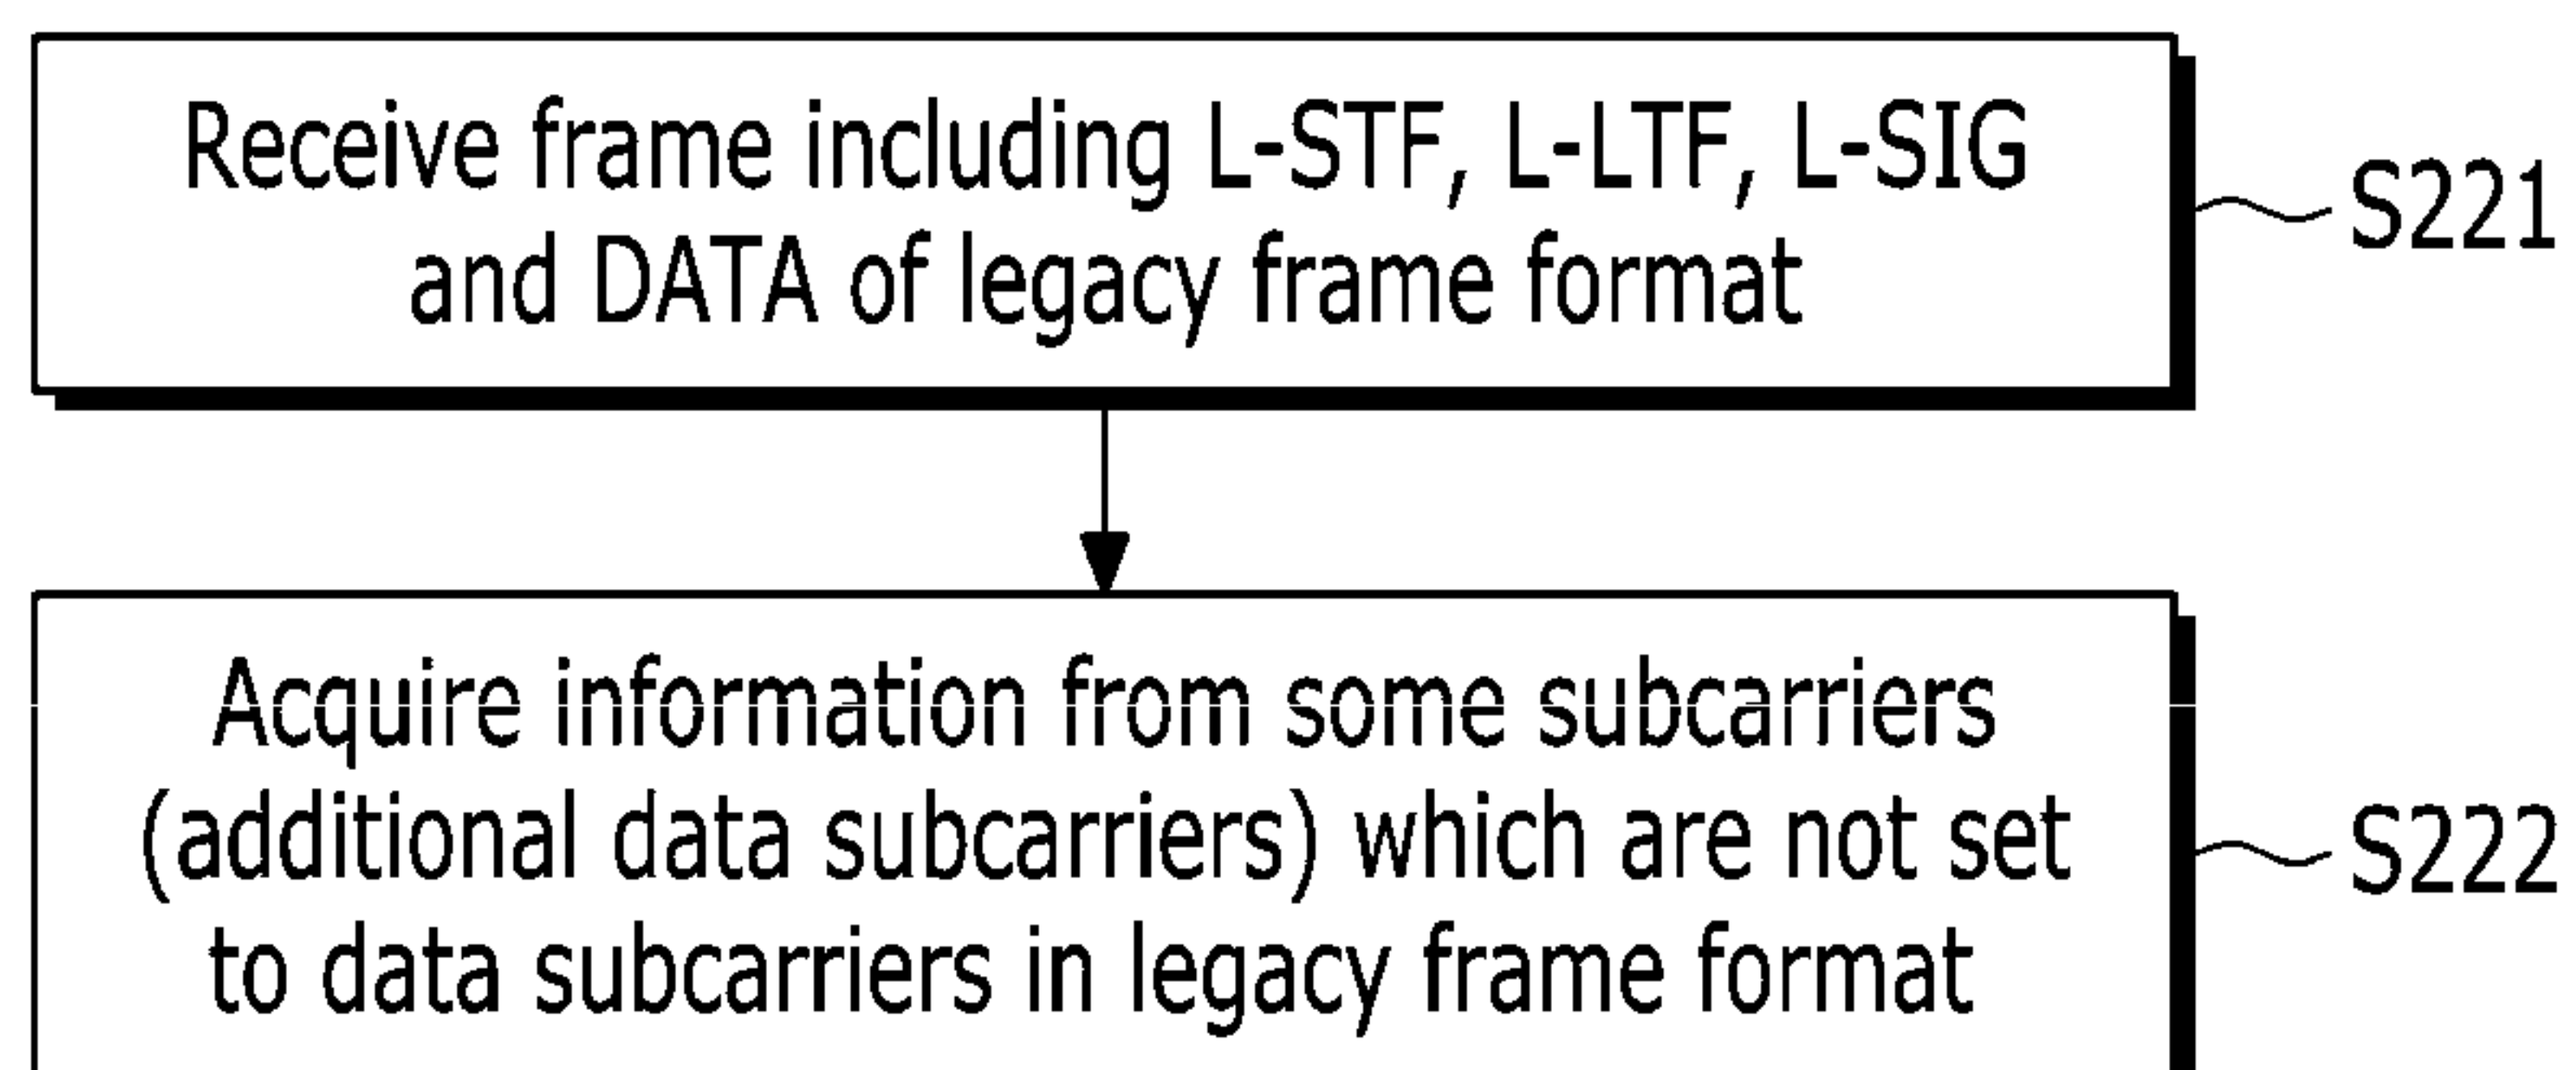 Receive frame including L-STF, L-LTF, L-SIG
and DATA of legacy frame format
S221
Acquire information from some subcarriers
(additional data subcarriers) which are not set
to data subcarriers in legacy frame format
S222